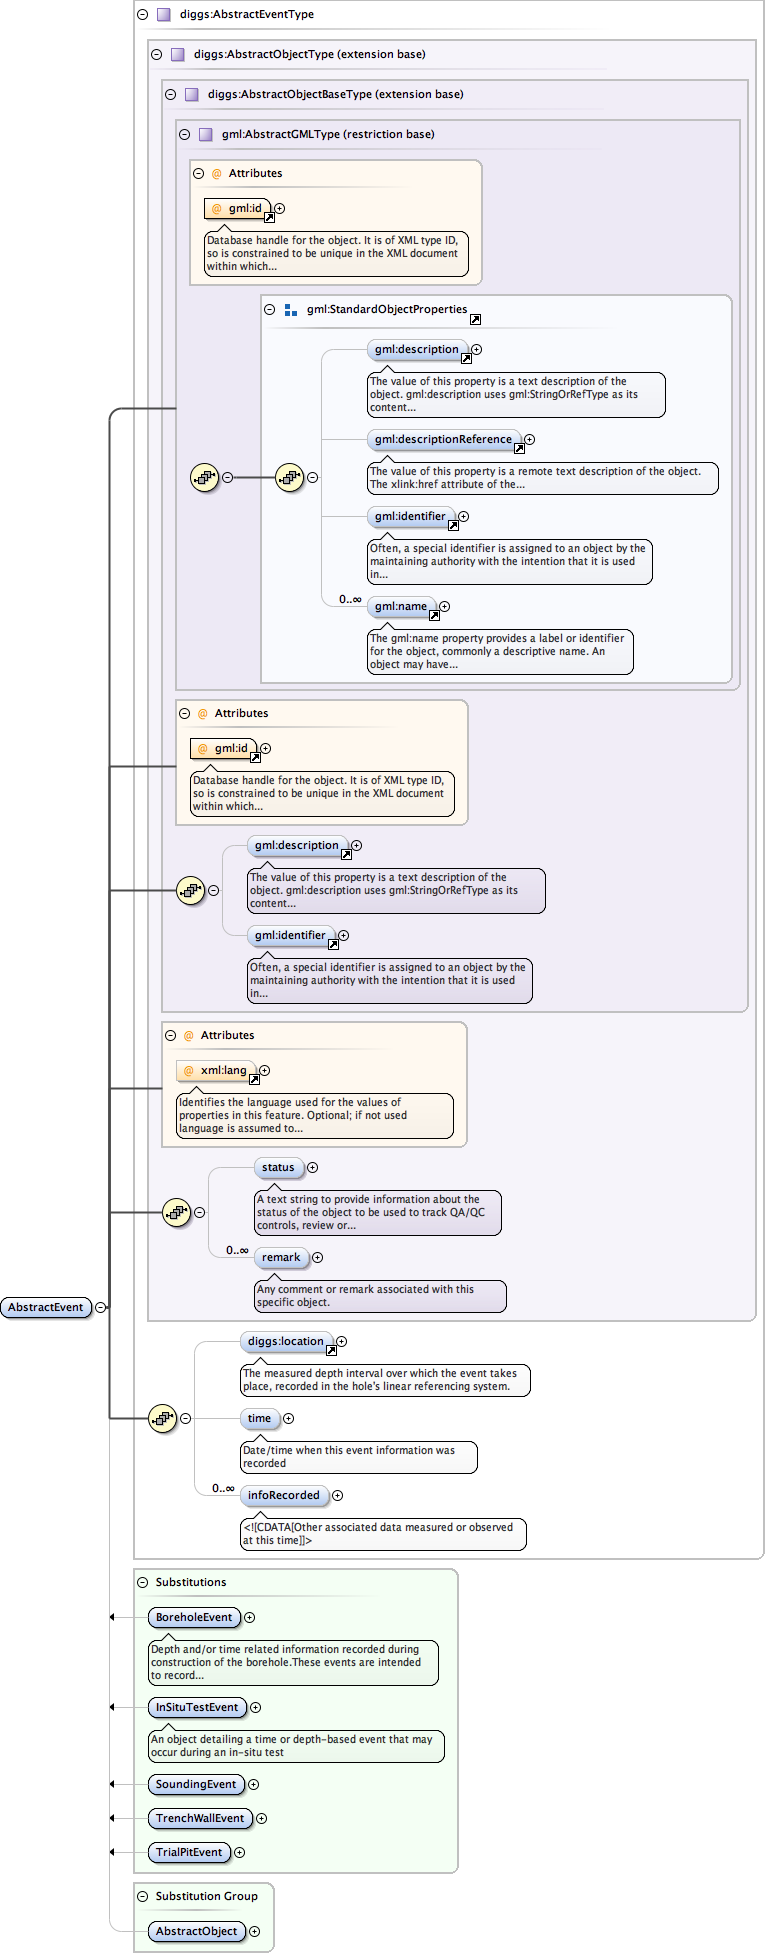 diggs:AbstractEventType
diggs:AbstractObjectType (extension base)
diggs:AbstractObjectBaseType (extension base)
gml:AbstractGMLType (restriction base)
@ Attributes
@ gml:id
Database handle for the object. It is of XML type ID,
so is constrained to be unique in the XML document
within which...
gml:StandardObjectProperties
gml:description
The value of this property is a text description of the
object. gml:description uses gml:StringOrRefType as its
content...
gml:descriptionReference
The value of this property is a remote text description of the object.
The xlink:href attribute of the...
gml:identifier
Often, a special identifier is assigned to an object by the
maintaining authority with the intention that it is used
in...
0..∞
gml:name
The gml:name property provides a label or identifier
for the object, commonly a descriptive name. An
object may have...
@ Attributes
@ gml:id
Database handle for the object. It is of XML type ID,
so is constrained to be unique in the XML document
within which...
gml:description
The value of this property is a text description of the
object. gml:description uses gml:StringOrRefType as its
content...
gml:identifier
Often, a special identifier is assigned to an object by the
maintaining authority with the intention that it is used
in...
@ Attributes
@ xml:lang
Identifies the language used for the values of
properties in this feature. Optional; if not used
language is assumed to...
status
A text string to provide information about the
status of the object to be used to track QA/QC
controls, review or...
0..∞
remark
Any comment or remark associated with this
specific object.
AbstractEvent
diggs:location
The measured depth interval over which the event takes
place, recorded in the hole's linear referencing system.
time
Date/time when this event information was
recorded
0..∞
infoRecorded
<![CDATA[Other associated data measured or observed
at this time]]>
Substitutions
BoreholeEvent
Depth and/or time related information recorded during
construction of the borehole.These events are intended
to record...
InSituTestEvent
An object detailing a time or depth-based event that may
occur during an in-situ test
SoundingEvent
TrenchWallEvent
TrialPitEvent
Substitution Group
AbstractObject